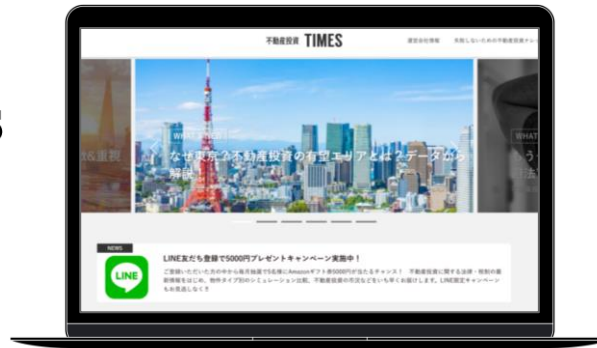 不動産投資 TIMES
運営会社情報 失敗しないための不動産投資ナレッ
WHAT
なぜ東京？不動産投資の有望エリアとは？データから
解説！
&重視
WHAT
もう
NEWS
LINE
LINE友だち登録で5000円プレゼントキャンペーン実施中！
ご登録いただいた方の中から毎月抽選で5名様にAmazonギフト券5000円が当たるチャンス！ 不動産投資に関する法律・税制の最
新情報をはじめ、物件タイプ別のシミュレーション比較、不動産投資の市況などをいち早くお届けします。LINE限定キャンペーン
もお見逃しなく‼